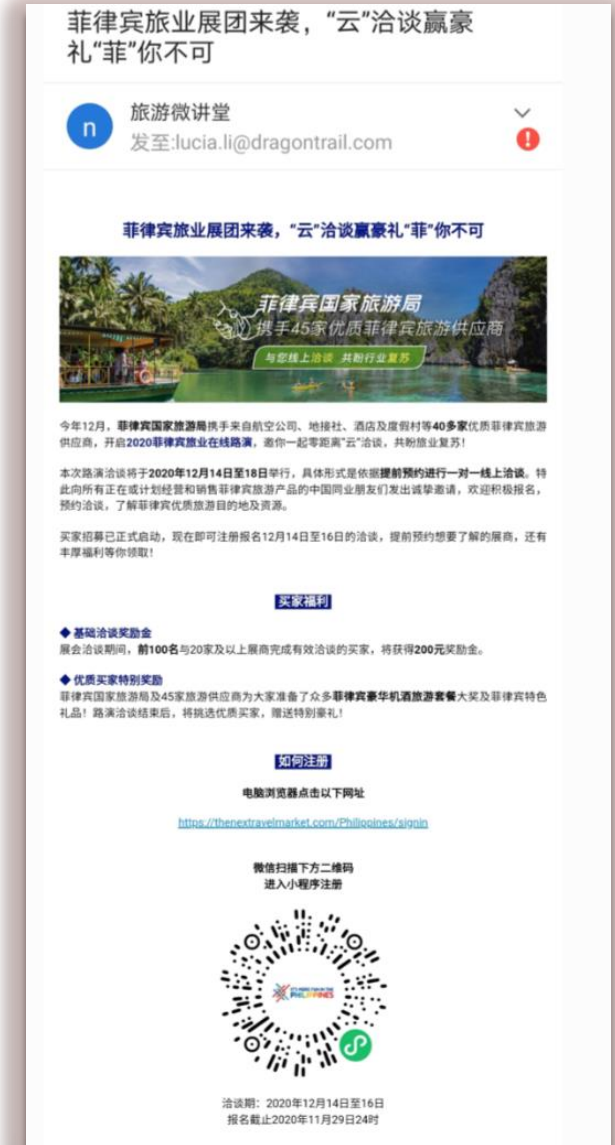 菲律宾旅业展团来袭，“云”洽谈赢豪
礼“菲”你不可
n
旅游微讲堂
发至:lucia.li@dragontrail.com
菲律宾旅业展团来袭，“云”洽谈赢豪礼“菲”你不可
菲律宾国家旅游局
携手45家优质菲律宾旅游供应商
与您线上洽谈 共盼行业复苏
今年12月，菲律宾国家旅游局携手来自航空公司、地接社、酒店及度假村等40多家优质菲律宾旅游
供应商，开启2020菲律宾旅业在线路演，邀你一起零距离“云”洽谈，共盼旅业复苏！
本次路演洽谈将于2020年12月14日至18日举行，具体形式是依据提前预约进行一对一线上洽谈。特
此向所有正在或计划经营和销售菲律宾旅游产品的中国同业朋友们发出诚挚邀请，欢迎积极报名，
预约洽谈，了解菲律宾优质旅游目的地及资源。
买家招募已正式启动，现在即可注册报名12月14日至16日的洽谈，提前预约想要了解的展商，还有
丰厚福利等你领取！
买家福利
◆ 基础洽谈奖励金
展会洽谈期间，前100名与20家及以上展商完成有效洽谈的买家，将获得200元奖励金。
◆ 优质买家特别奖励
菲律宾国家旅游局及45家旅游供应商为大家准备了众多菲律宾豪华机酒旅游套餐大奖及菲律宾特色
礼品！路演洽谈结束后，将挑选优质买家，赠送特别豪礼！
如何注册
电脑浏览器点击以下网址
https://thenextravelmarket.com/Philippines/signin
微信扫描下方二维码
进入小程序注册
IT'S MORE FUN IN THE
PHILIPPINES
洽谈期：2020年12月14日至16日
报名截止2020年11月29日24时